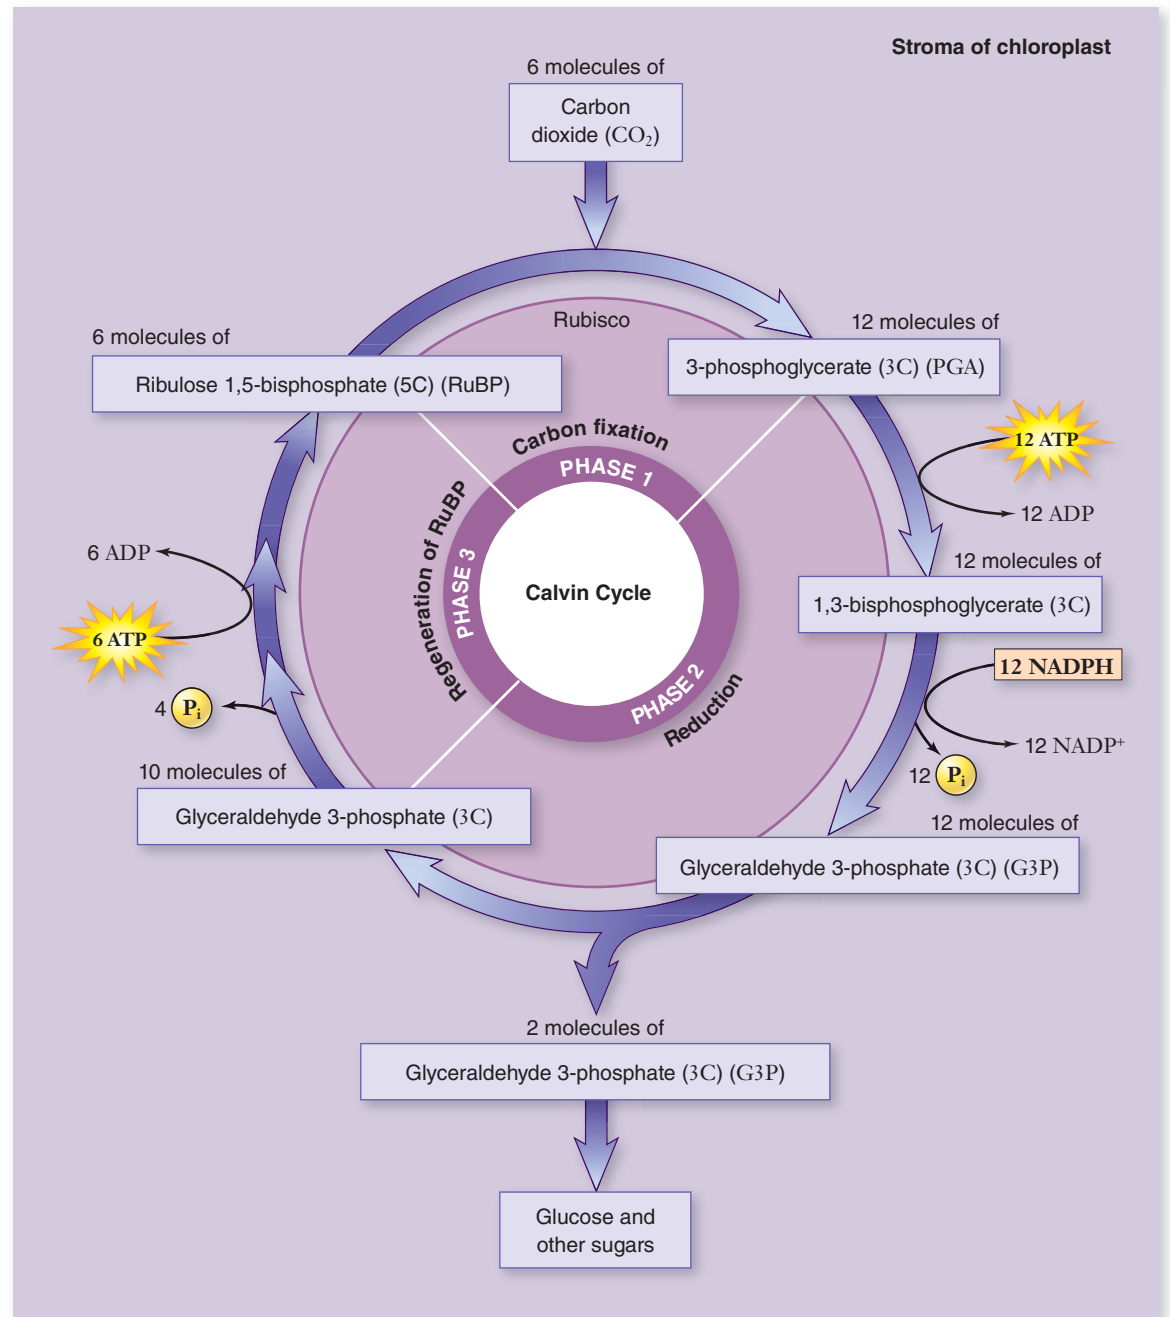 Stroma of chloroplast
6 molecules of
Carbon
dioxide (CO₂)
Rubisco
6 molecules of
Ribulose 1,5-bisphosphate (5C) (RuBP)
12 molecules of
3-phosphoglycerate (3C) (PGA)
12 ATP
12 ADP
Carbon fixation
PHASE 1
12 molecules of
1,3-bisphosphoglycerate (3C)
12 NADPH
12 NADP⁺
12 Pᵢ
Calvin Cycle
PHASE 2
Reduction
12 molecules of
Glyceraldehyde 3-phosphate (3C) (G3P)
Regeneration of RuBP
PHASE 3
6 ADP
6 ATP
4 Pᵢ
10 molecules of
Glyceraldehyde 3-phosphate (3C)
2 molecules of
Glyceraldehyde 3-phosphate (3C) (G3P)
Glucose and
other sugars